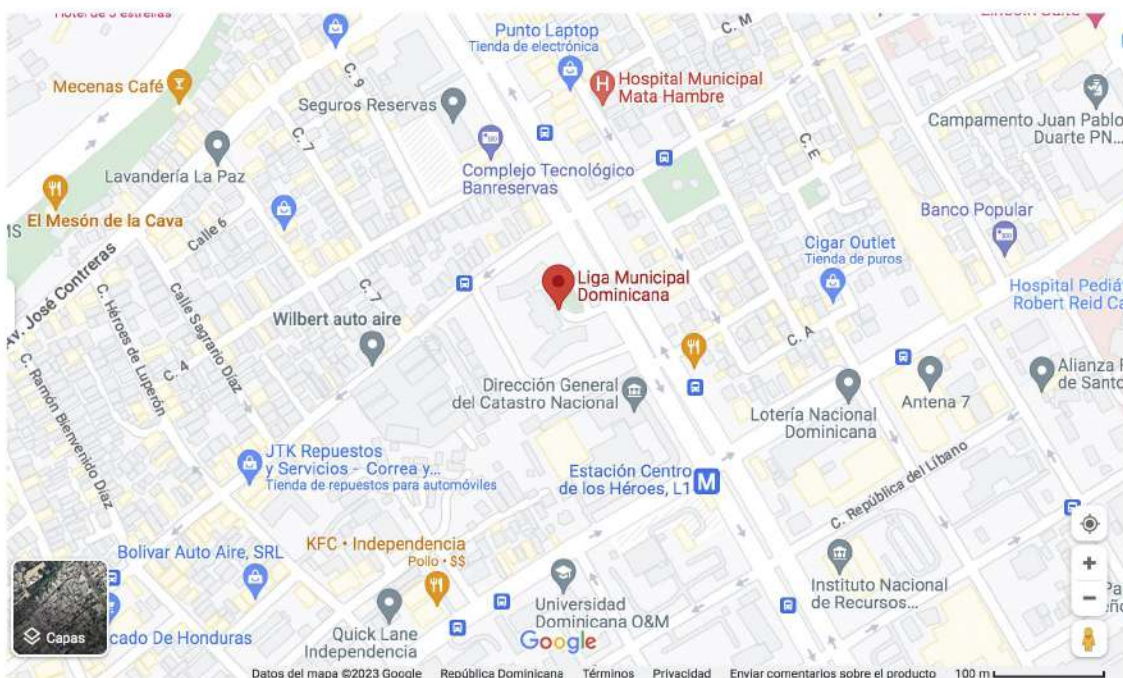 Hotel de 3 estrellas
Punto Laptop
Tienda de electrónica
C. M
Mecenas Café
C. 9
Hospital Municipal
Mata Hambre
Seguros Reservas
Campamento Juan Pablo
Duarte PN...
C. 7
C. E
Lavandería La Paz
Complejo Tecnológico
Banreservas
El Mesón de la Cava
Calle 6
Banco Popular
Cigar Outlet
Tienda de puros
Av. José Contreras
C. Héroes de Luperón
Calle Sagrario Díaz
C. 7
Liga Municipal
Dominicana
Hospital Pediá
Robert Reid Ca
Wilbert auto aire
C. A
C. 4
C. Ramón Bienvenido Díaz
Dirección General
del Catastro Nacional
Lotería Nacional
Dominicana
Antena 7
Alianza F
de Santo
JTK Repuestos
y Servicios - Correa y...
Tienda de repuestos para automóviles
Estación Centro
de los Héroes, L1
M
C. República del Líbano
KFC • Independencia
Pollo • $$
Bolivar Auto Aire, SRL
Instituto Nacional
de Recursos...
Universidad
Dominicana O&M
Capas
cado De Honduras
Quick Lane
Independencia
Google
Datos del mapa ©2023 Google República Dominicana Términos Privacidad Enviar comentarios sobre el producto 100 m